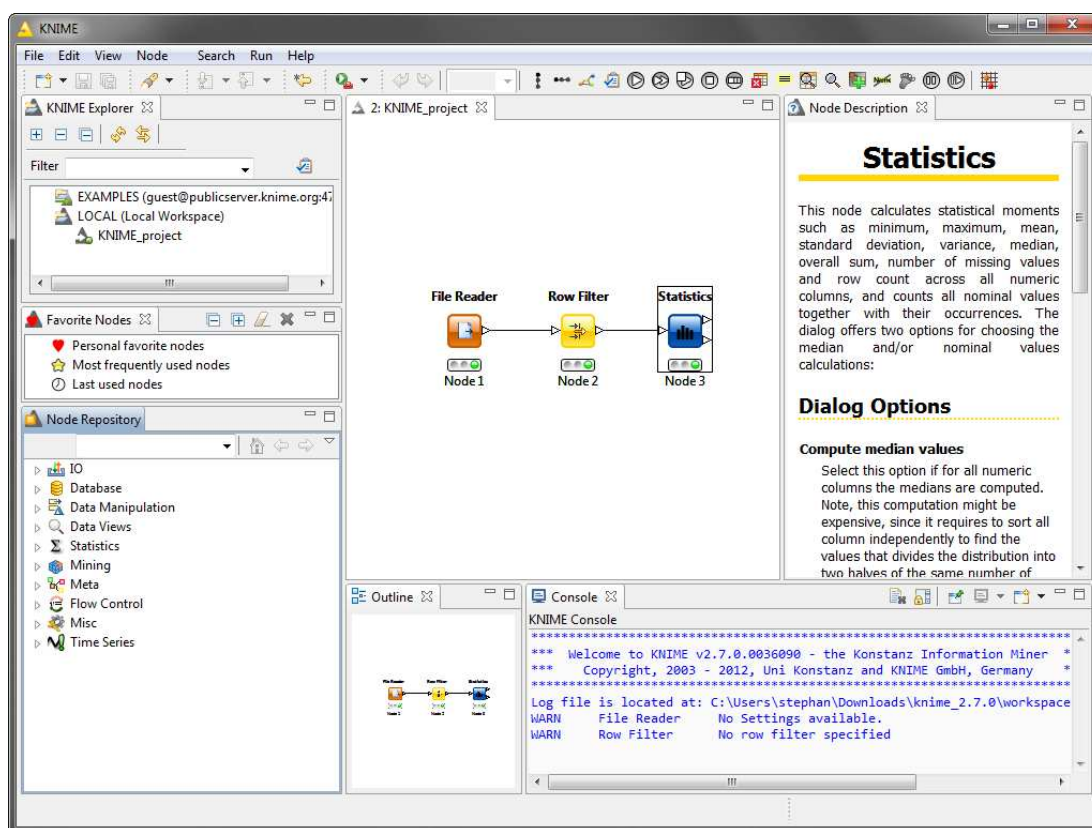 KNIME
File Edit View Node Search Run Help
KNIME Explorer
Filter
EXAMPLES (guest@publicserver.knime.org:47
LOCAL (Local Workspace)
KNIME_project
Favorite Nodes
Personal favorite nodes
Most frequently used nodes
Last used nodes
Node Repository
IO
Database
Data Manipulation
Data Views
Statistics
Mining
Meta
Flow Control
Misc
Time Series
2: KNIME_project
File Reader Row Filter Statistics
Node 1 Node 2 Node 3
Node Description
Statistics
This node calculates statistical moments
such as minimum, maximum, mean,
standard deviation, variance, median,
overall sum, number of missing values
and row count across all numeric
columns, and counts all nominal values
together with their occurrences. The
dialog offers two options for choosing the
median and/or nominal values
calculations:
Dialog Options
Compute median values
Select this option if for all numeric
columns the medians are computed.
Note, this computation might be
expensive, since it requires to sort all
column independently to find the
values that divides the distribution into
two halves of the same number of
Outline
File Reader Row Filter Statistics
Node 1 Node 2 Node 3
Console
KNIME Console
***********************************************************************
*** Welcome to KNIME v2.7.0.0036090 - the Konstanz Information Miner *
*** Copyright, 2003 - 2012, Uni Konstanz and KNIME GmbH, Germany *
***********************************************************************
Log file is located at: C:\Users\stephan\Downloads\knime_2.7.0\workspace
WARN File Reader No Settings available.
WARN Row Filter No row filter specified